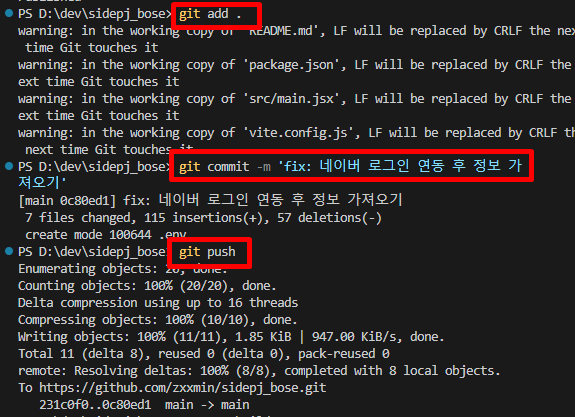 PS D:\dev\sidepj_bose> git add .
warning: in the working copy of 'README.md', LF will be replaced by CRLF the nex
 time Git touches it
warning: in the working copy of 'package.json', LF will be replaced by CRLF the
ext time Git touches it
warning: in the working copy of 'src/main.jsx', LF will be replaced by CRLF the
ext time Git touches it
warning: in the working copy of 'vite.config.js', LF will be replaced by CRLF the
 next time Git touches it
PS D:\dev\sidepj_bose> git commit -m 'fix: 네이버 로그인 연동 후 정보 가
져오기'
[main 0c80ed1] fix: 네이버 로그인 연동 후 정보 가져오기
 7 files changed, 115 insertions(+), 57 deletions(-)
 create mode 100644 .env
PS D:\dev\sidepj_bose> git push
Enumerating objects: 20, done.
Counting objects: 100% (20/20), done.
Delta compression using up to 16 threads
Compressing objects: 100% (10/10), done.
Writing objects: 100% (11/11), 1.85 KiB | 947.00 KiB/s, done.
Total 11 (delta 8), reused 0 (delta 0), pack-reused 0
remote: Resolving deltas: 100% (8/8), completed with 8 local objects.
To https://github.com/zxxmin/sidepj_bose.git
   231c0f0..0c80ed1  main -> main